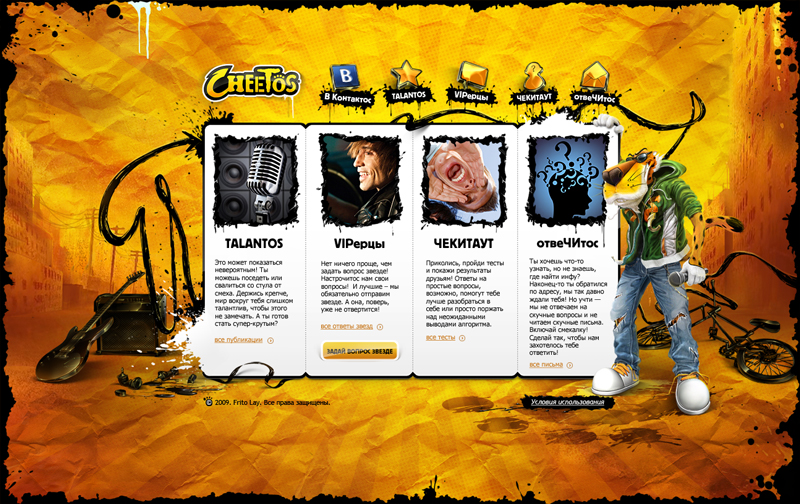 CHEETOS
В Контактос
TALANTOS
VIPерцы
ЧЕКИТАУТ
отвеЧИтос
TALANTOS
Это может показаться
невероятным! Ты
можешь поседеть или
свалиться со стула от
смеха. Держись крепче,
мир вокруг тебя слишком
талантлив, чтобы этого
не замечать. А ты готов
стать супер-крутым?
все публикации
VIPерцы
Нет ничего проще, чем
задать вопрос звезде!
Настрочитос нам свои
вопросы! И лучшие – мы
обязательно отправим
звезде. А она, поверь,
уже не отвертится!
все ответы звезд
ЗАДАЙ ВОПРОС ЗВЕЗДЕ
ЧЕКИТАУТ
Приколись, пройди тесты
и покажи результаты
друзьям! Ответы на
простые вопросы,
возможно, помогут тебе
лучше разобраться в
себе или просто поржать
над неожиданными
выводами алгоритма.
все тесты
отвеЧИтос
Ты хочешь что-то
узнать, но не знаешь,
где найти инфу?
Наконец-то ты обратился
по адресу, мы так давно
ждали тебя! Но учти —
мы не отвечаем на
скучные вопросы и не
читаем скучные письма.
Включай смекалку!
Сделай так, чтобы нам
захотелось тебе
ответить!
все письма
2009. Frito Lay. Все права защищены.
Условия использования